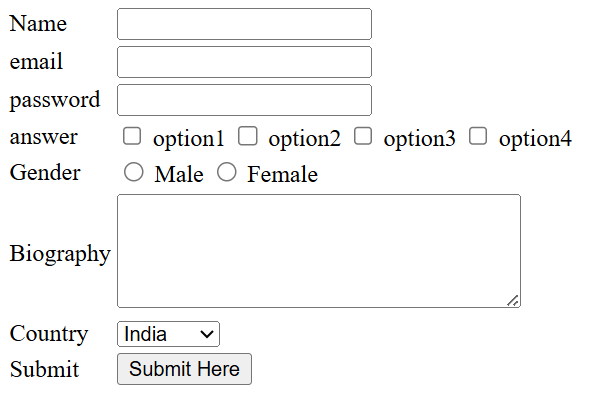 Name
email
password
answer option1 option2 option3 option4
Gender Male Female
Biography
Country India
Submit Submit Here